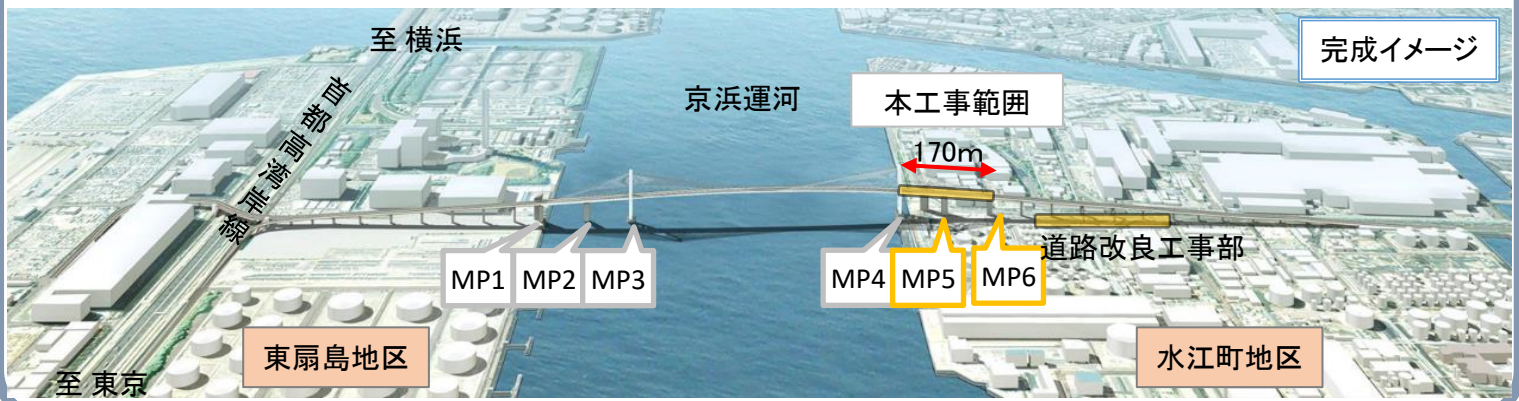 至 横浜
完成イメージ
首都高湾岸線
京浜運河
本工事範囲
170m
MP1
MP2
MP3
MP4
MP5
MP6
道路改良工事部
東扇島地区
水江町地区
至 東京